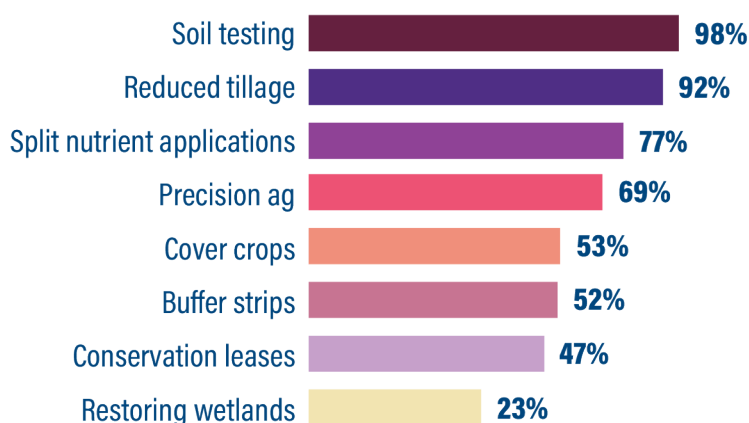 Soil testing 98%
Reduced tillage 92%
Split nutrient applications 77%
Precision ag 69%
Cover crops 53%
Buffer strips 52%
Conservation leases 47%
Restoring wetlands 23%